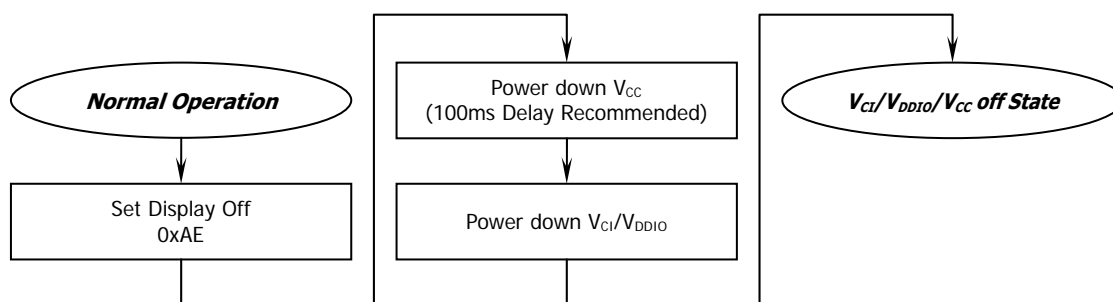 Normal Operation
Set Display Off
0xAE
Power down VCC
(100ms Delay Recommended)
Power down VCI/VDDIO
VCI/VDDIO/VCC off State